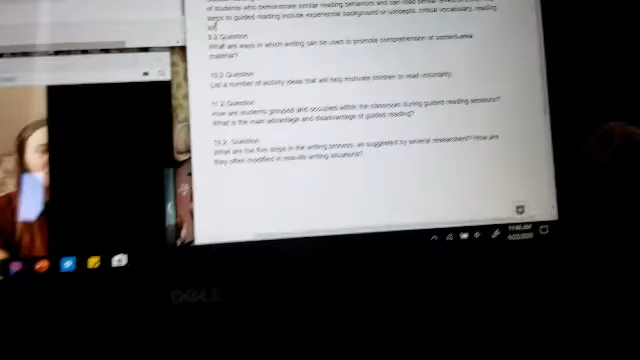 of students who demonstrate similar reading behaviors and can read similar levels of
steps to guided reading include experiential background or concepts, critical vocabulary, reading
9.2 Question
What are ways in which writing can be used to promote comprehension of content-area
material?
10.2 Question
List a number of activity ideas that will help motivate children to read voluntarily.
11.2 Question
How are students grouped and occupied within the classroom during guided reading sessions?
What is the main advantage and disadvantage of guided reading?
12.2 Question
What are the five steps in the writing process, as suggested by several researchers? How are
they often modified in real-life writing situations?
11:46 AM
DELL